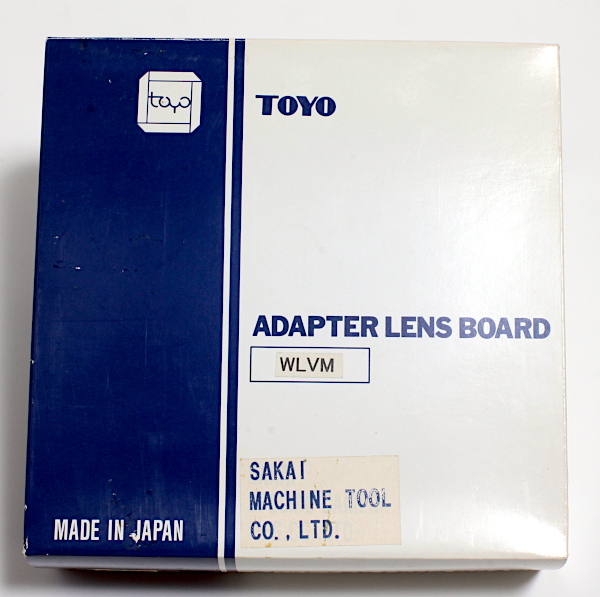 toyo
TOYO
ADAPTER LENS BOARD
WLVM
SAKAI
MACHINE TOOL
CO.,LTD.
MADE IN JAPAN